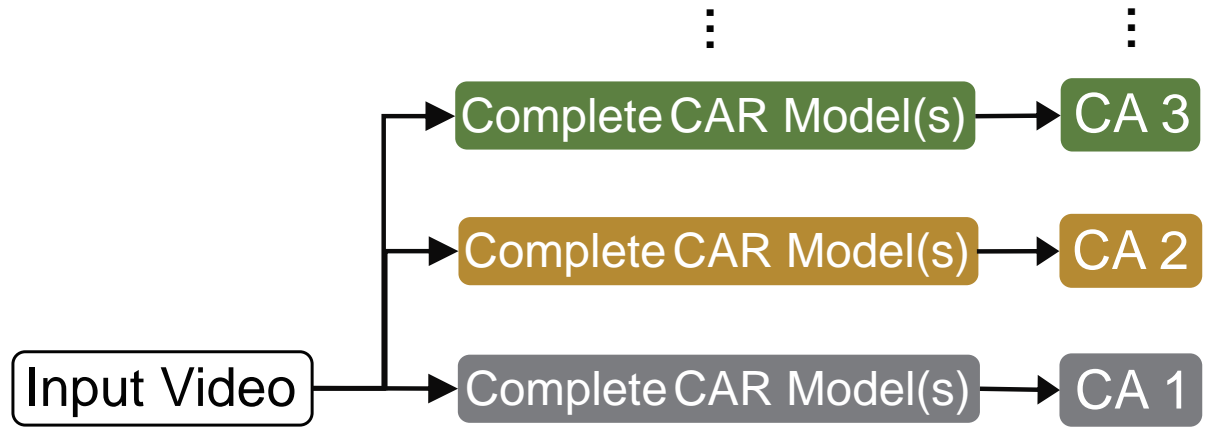 Complete CAR Model(s) CA 3
Complete CAR Model(s) CA 2
Input Video Complete CAR Model(s) CA 1